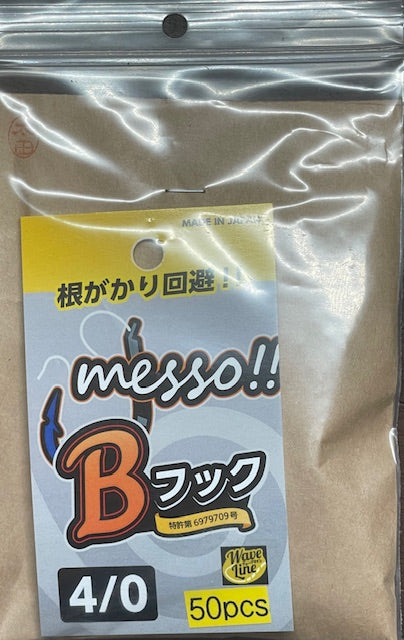 MADE IN JAPAN
根がかり回避!!
messo!!
Bフック
特許第6979709号
Wave
Line
4/0
50pcs